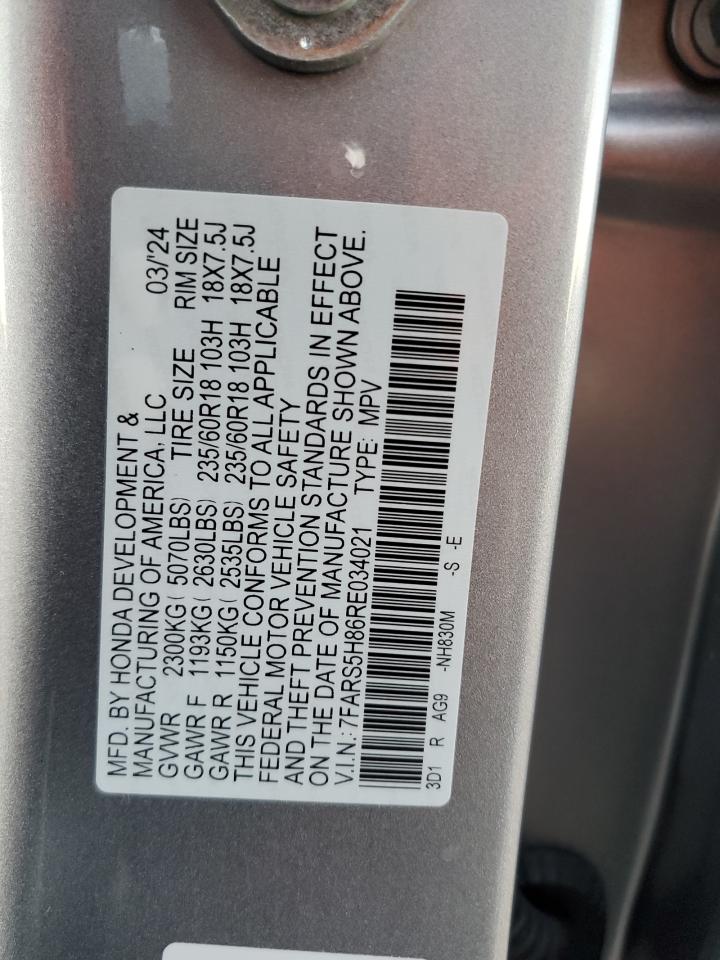 MFD. BY HONDA DEVELOPMENT &
MANUFACTURING OF AMERICA, LLC 03/'24
GVWR 2300KG( 5070LBS) TIRE SIZE RIM SIZE
GAWR F 1193KG( 2630LBS) 235/60R18 103H 18X7.5J
GAWR R 1150KG( 2535LBS) 235/60R18 103H 18X7.5J
THIS VEHICLE CONFORMS TO ALL APPLICABLE
FEDERAL MOTOR VEHICLE SAFETY
AND THEFT PREVENTION STANDARDS IN EFFECT
ON THE DATE OF MANUFACTURE SHOWN ABOVE.
V.I.N.: 7FARS5H86RE034021 TYPE: MPV
3D1 R AG9 -NH830M -S -E